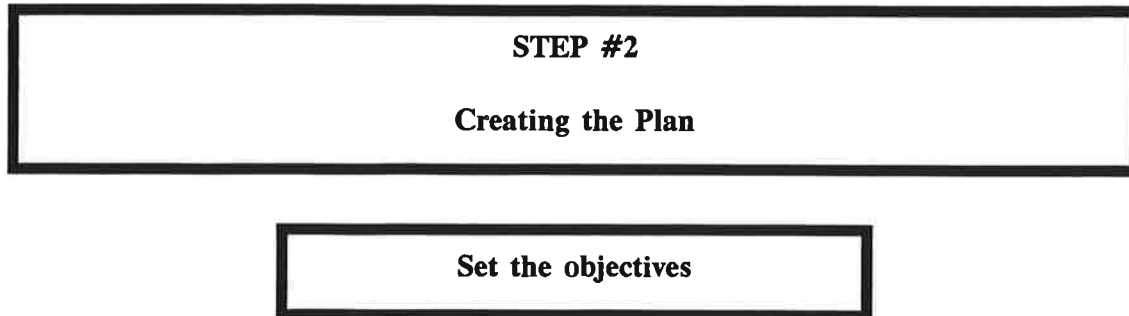 STEP #2
Creating the Plan
Set the objectives